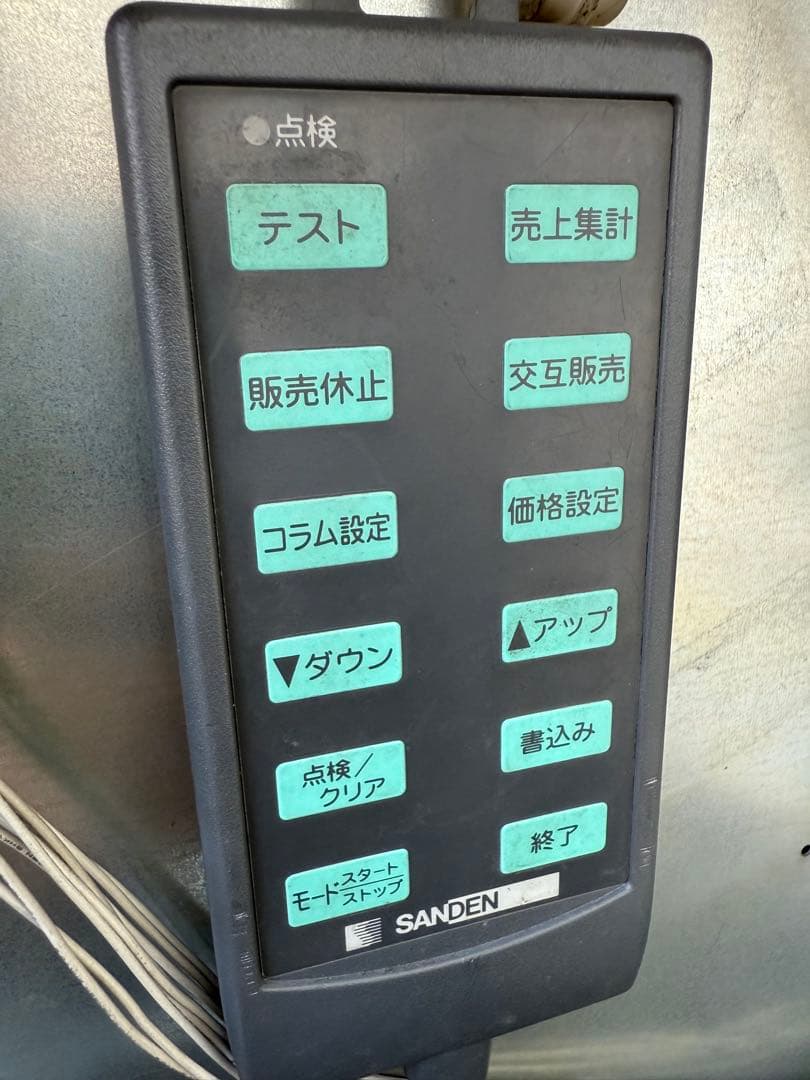 点検
テスト
売上集計
販売休止
交互販売
コラム設定
価格設定
▼ダウン
▲アップ
点検/
クリア
書込み
モード スタート
ストップ
終了
SANDEN